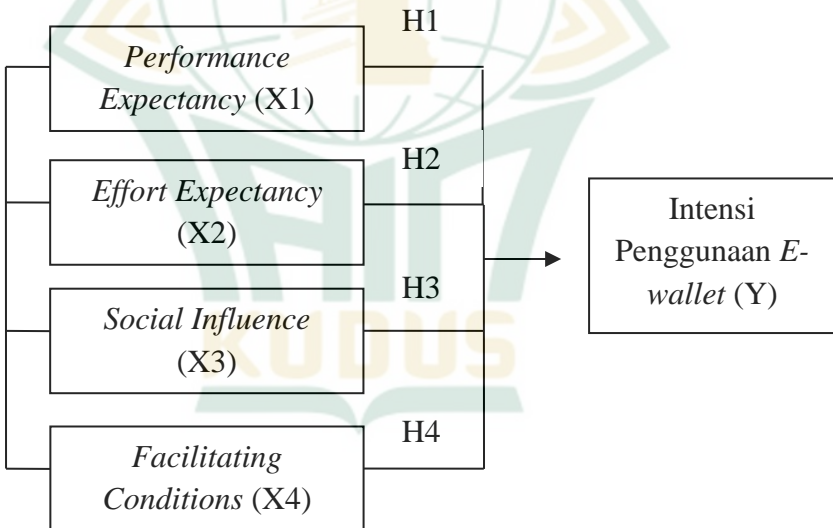 H1
Performance
Expectancy (X1)
H2
Effort Expectancy
(X2)
Intensi
Penggunaan E-
wallet (Y)
H3
Social Influence
(X3)
KUDUS
H4
Facilitating
Conditions (X4)